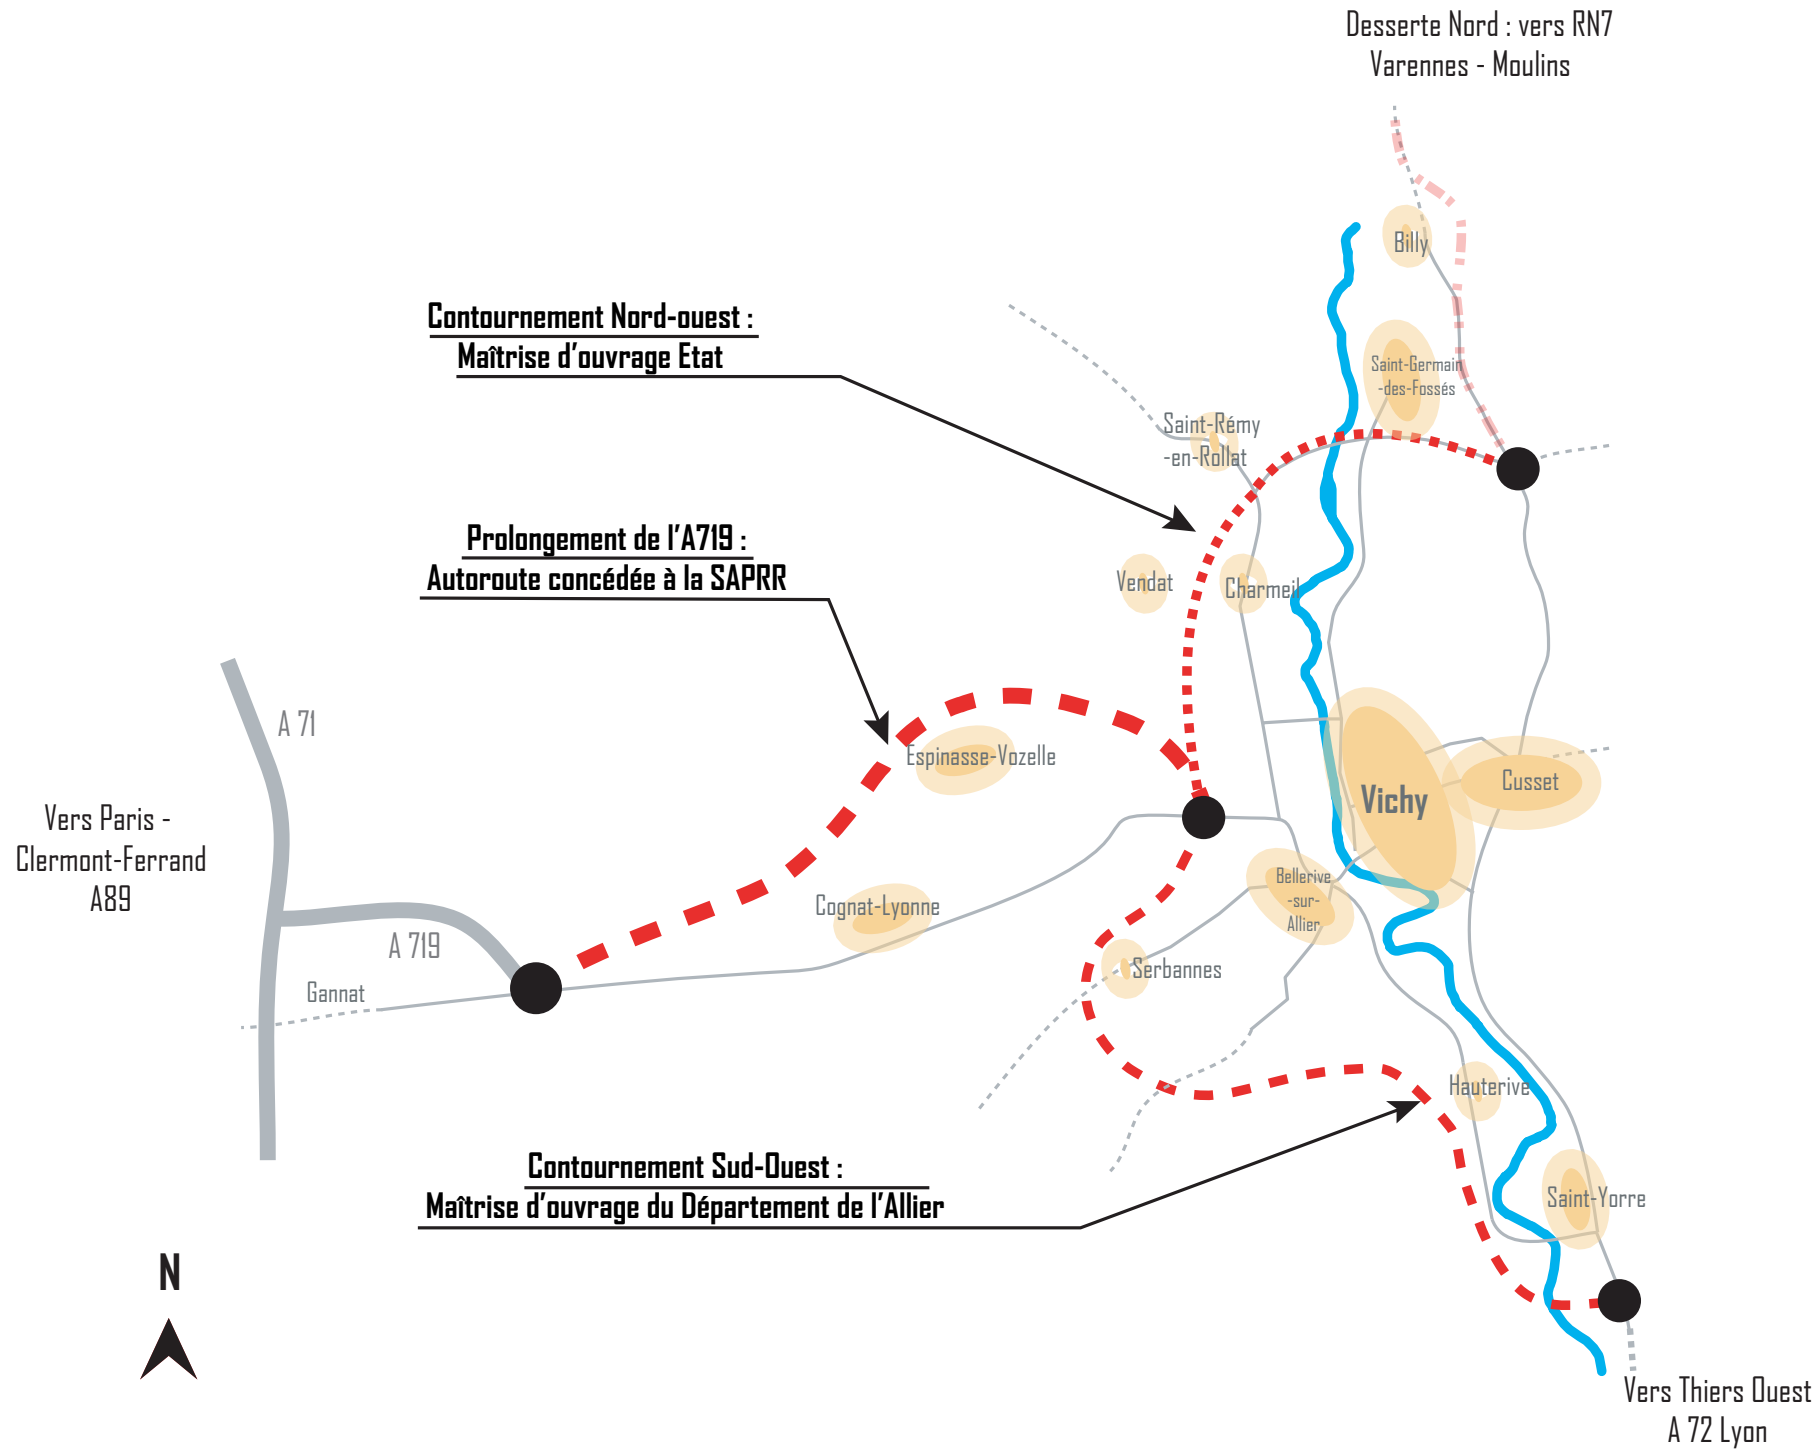 Desserte Nord : vers RN7
Varennes - Moulins
Billy
Contournement Nord-ouest :
Maîtrise d'ouvrage Etat
Saint-Germain
-des-Fossés
Saint-Rémy
-en-Rollat
Prolongement de l'A719 :
Autoroute concédée à la SAPRR
Vendat
Charmeil
A 71
Espinasse-Vozelle
Vichy
Cusset
Vers Paris -
Clermont-Ferrand
A89
Bellerive
-sur-
Allier
Cognat-Lyonne
A 719
Serbannes
Gannat
Hauterive
Contournement Sud-Ouest :
Maîtrise d'ouvrage du Département de l'Allier
Saint-Yorre
N
Vers Thiers Ouest
A 72 Lyon